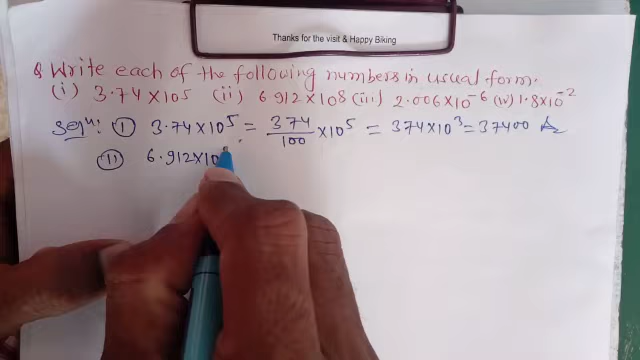 Thanks for the visit & Happy Biking
Q Write each of the following numbers in usual form.
(i) 3.74×10⁵ (ii) 6.912×10⁸ (iii) 2.006×10⁻⁶ (iv) 1.8×10⁻²
Solⁿ: (i) 3.74×10⁵ = 374/100 ×10⁵ = 374×10³ = 37400
(ii) 6.912×10